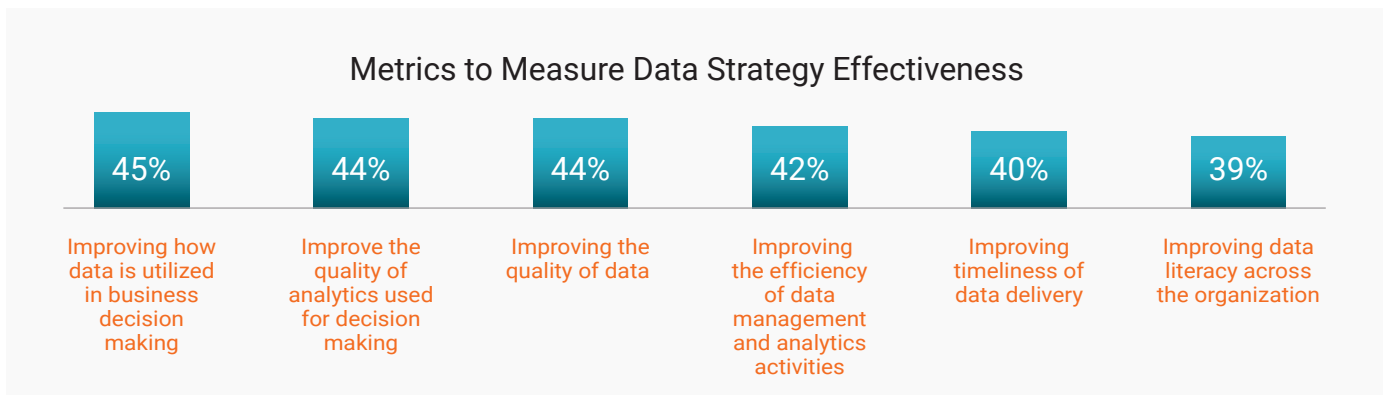 Metrics to Measure Data Strategy Effectiveness
45%
44%
44%
42%
40%
39%
Improving how
data is utilized
in business
decision
making
Improve the
quality of
analytics used
for decision
making
Improving the
quality of data
Improving
the efficiency
of data
management
and analytics
activities
Improving
timeliness of
data delivery
Improving data
literacy across
the organization